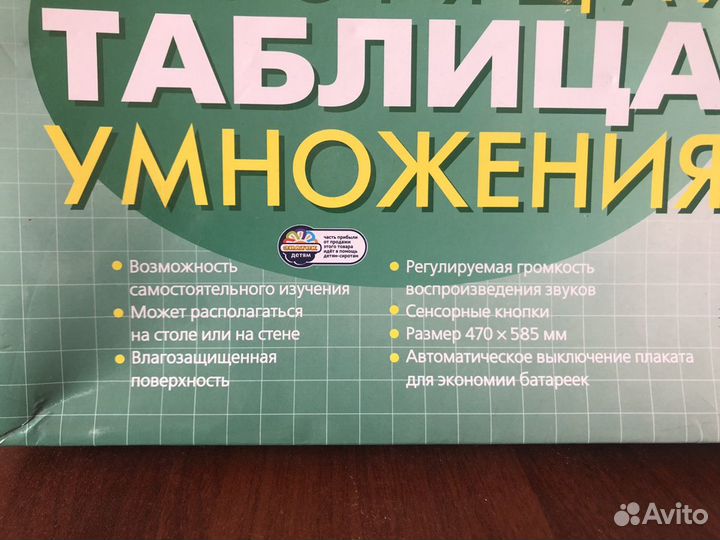 ТАБЛИЦА
УМНОЖЕНИЯ
ЗНАТОК
детям
часть прибыли
от продажи
этого товара
идёт в помощь
детям-сиротам
• Возможность
самостоятельного изучения
• Может располагаться
на столе или на стене
• Влагозащищенная
поверхность
• Регулируемая громкость
воспроизведения звуков
• Сенсорные кнопки
• Размер 470 × 585 мм
• Автоматическое выключение плаката
для экономии батареек
Avito